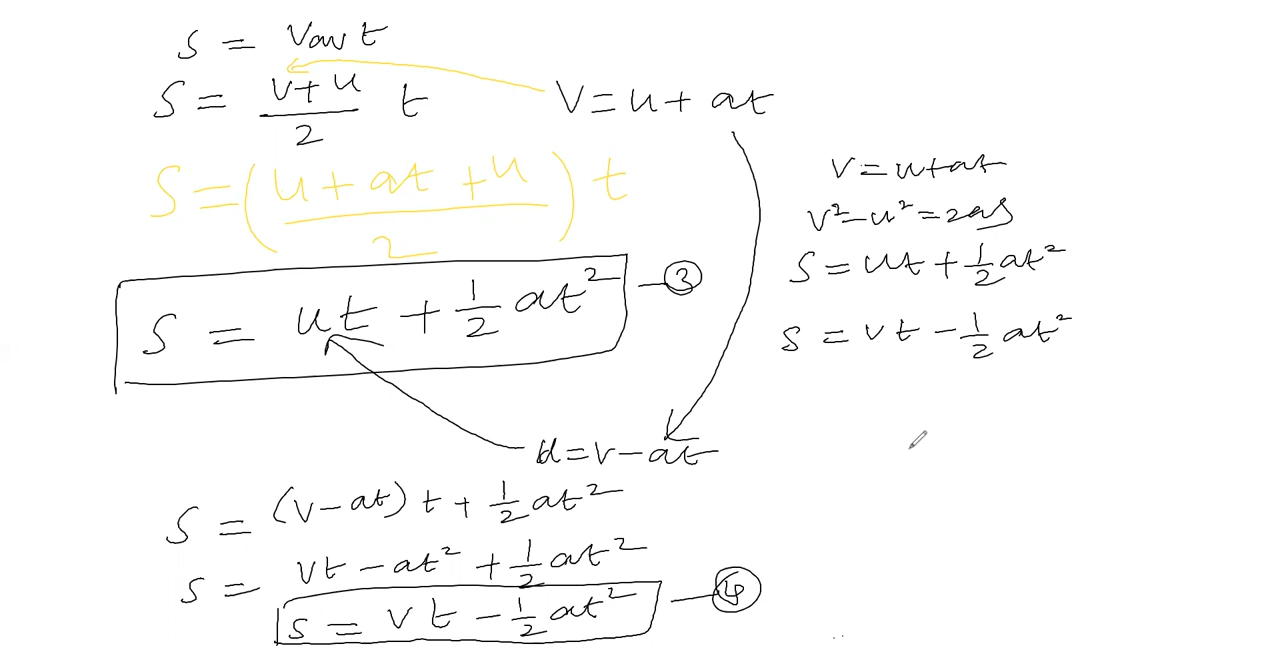 S = Vav t
S = (v+u)/2 t
V = u + at
S = ((u + at + u)/2) t
S = ut + 1/2 at² — ③
v = u+at
v² − u² = 2as
S = ut + 1/2 at²
s = vt − 1/2 at²
u = v − at
S = (v − at) t + 1/2 at²
s = vt − at² + 1/2 at²
s = vt − 1/2 at² — ④